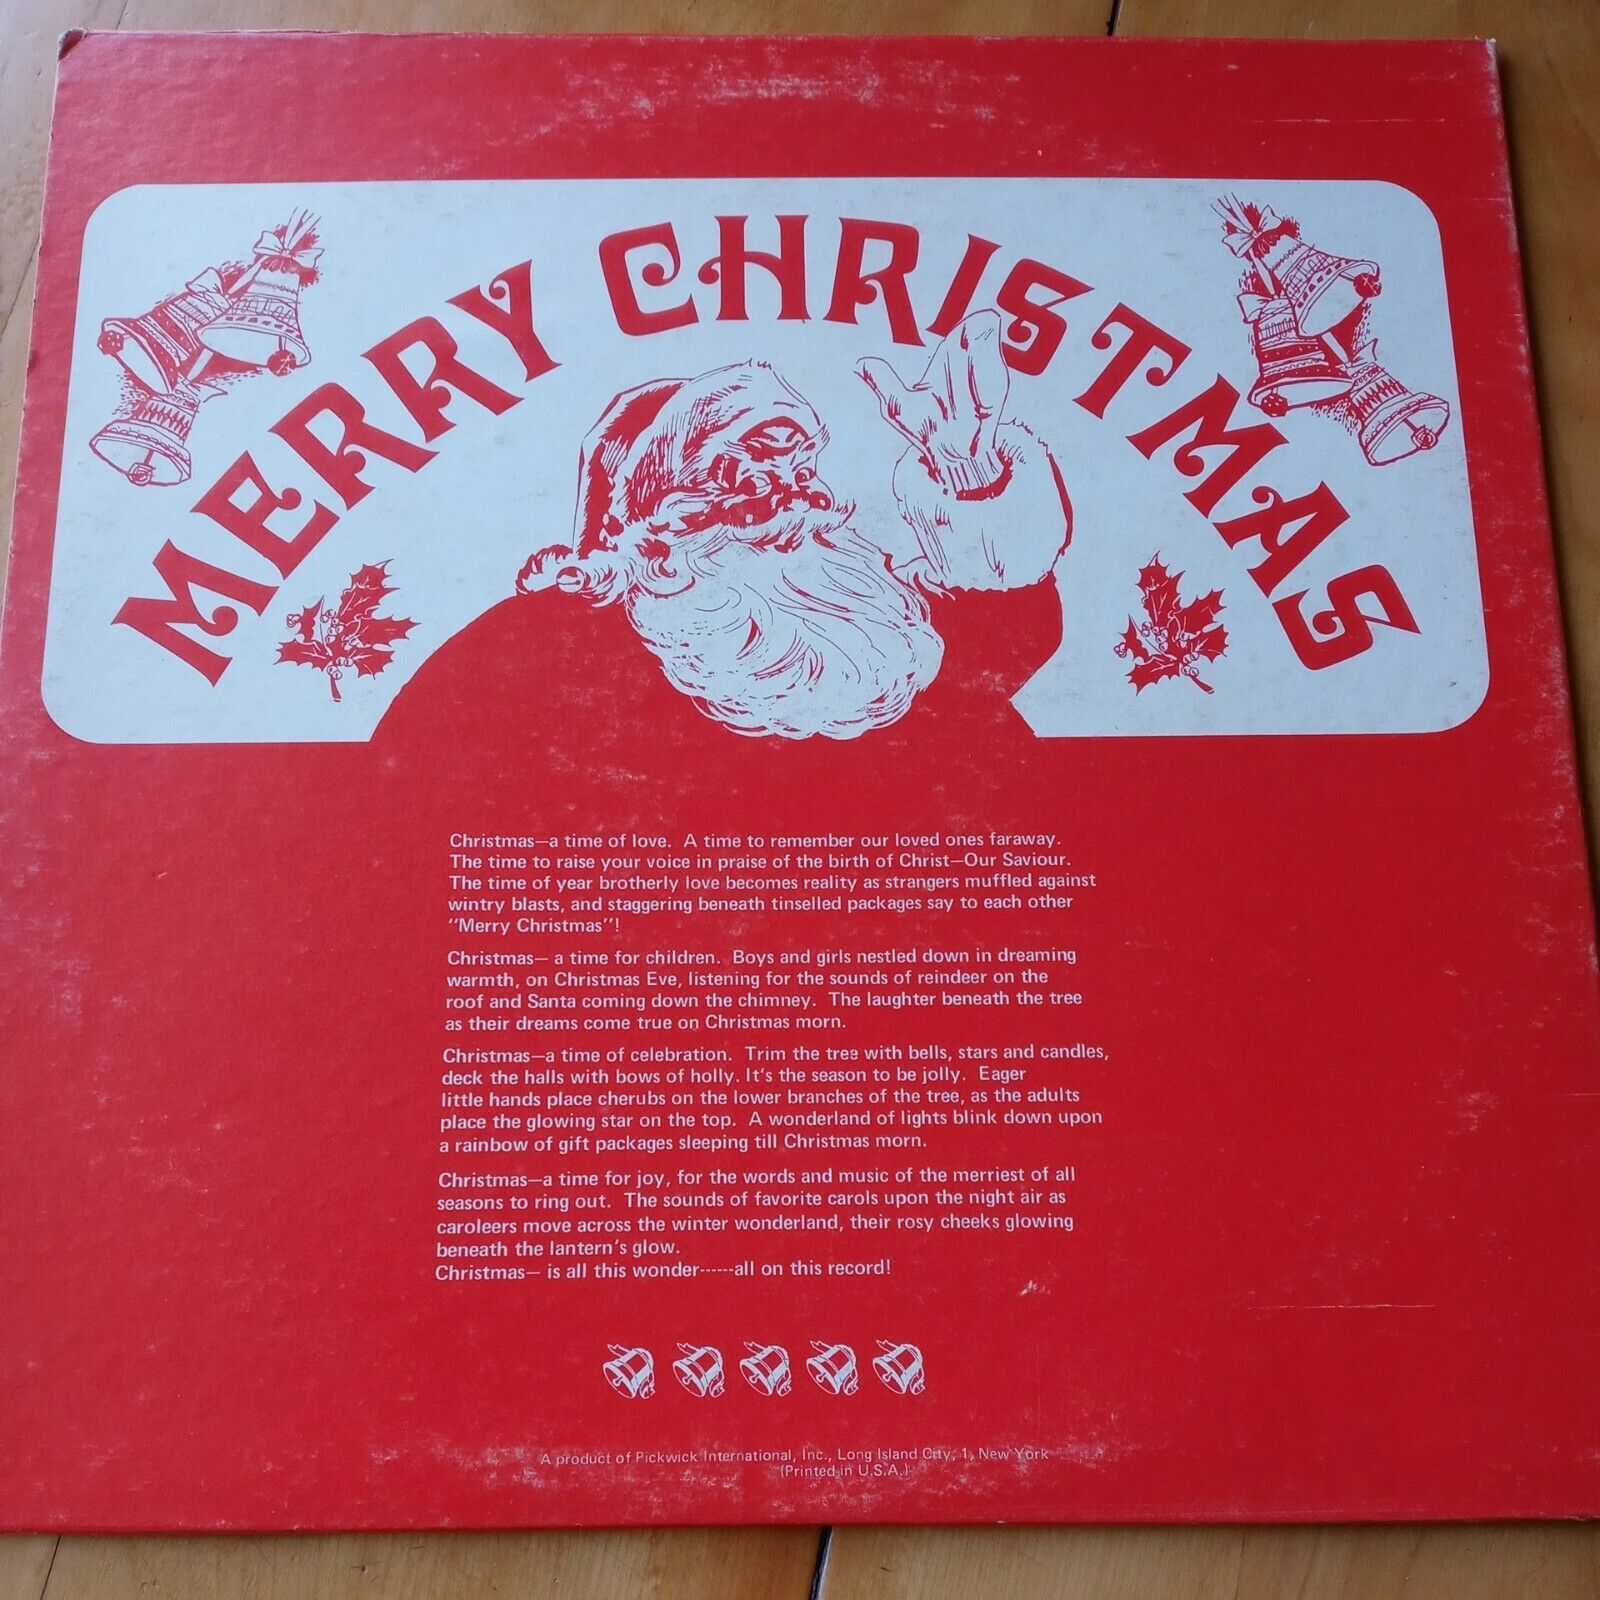 MERRY CHRISTMAS
Christmas—a time of love.  A time to remember our loved ones faraway.
The time to raise your voice in praise of the birth of Christ—Our Saviour.
The time of year brotherly love becomes reality as strangers muffled against
wintry blasts, and staggering beneath tinselled packages say to each other
“Merry Christmas”!
Christmas— a time for children.  Boys and girls nestled down in dreaming
warmth, on Christmas Eve, listening for the sounds of reindeer on the
roof and Santa coming down the chimney.  The laughter beneath the tree
as their dreams come true on Christmas morn.
Christmas—a time of celebration.  Trim the tree with bells, stars and candles,
deck the halls with bows of holly. It's the season to be jolly.  Eager
little hands place cherubs on the lower branches of the tree, as the adults
place the glowing star on the top.  A wonderland of lights blink down upon
a rainbow of gift packages sleeping till Christmas morn.
Christmas—a time for joy, for the words and music of the merriest of all
seasons to ring out.  The sounds of favorite carols upon the night air as
caroleers move across the winter wonderland, their rosy cheeks glowing
beneath the lantern's glow.
Christmas— is all this wonder------all on this record!
A product of Pickwick International, Inc., Long Island City, 1, New York
(Printed in U.S.A.)